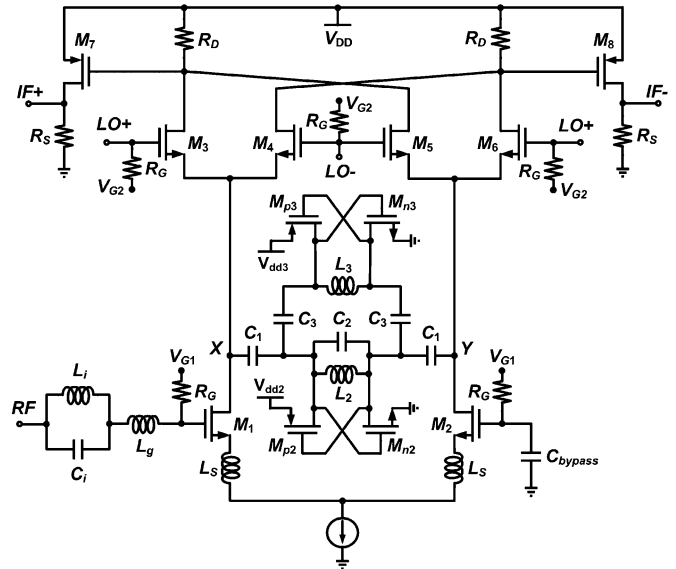 M7
RD
VDD
RD
M8
IF+
IF-
RS
LO+
M3
M4
RG
VG2
M5
M6
LO+
RS
RG
VG2
LO-
RG
VG2
Mp3
Mn3
Vdd3
L3
C3
C3
X
C1
C2
C1
Y
VG1
VG1
Li
RG
Vdd2
L2
RG
RF
M1
M2
Ci
Lg
Mp2
Mn2
LS
LS
Cbypass